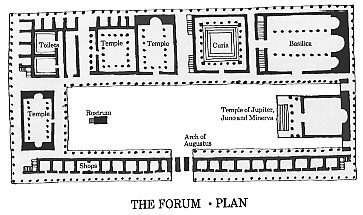 Toilets
Temple
Temple
Curia
Basilica
Temple
Rostrum
Temple of Jupiter,
Juno and Minerva
Arch of
Augustus
Shops
THE FORUM • PLAN